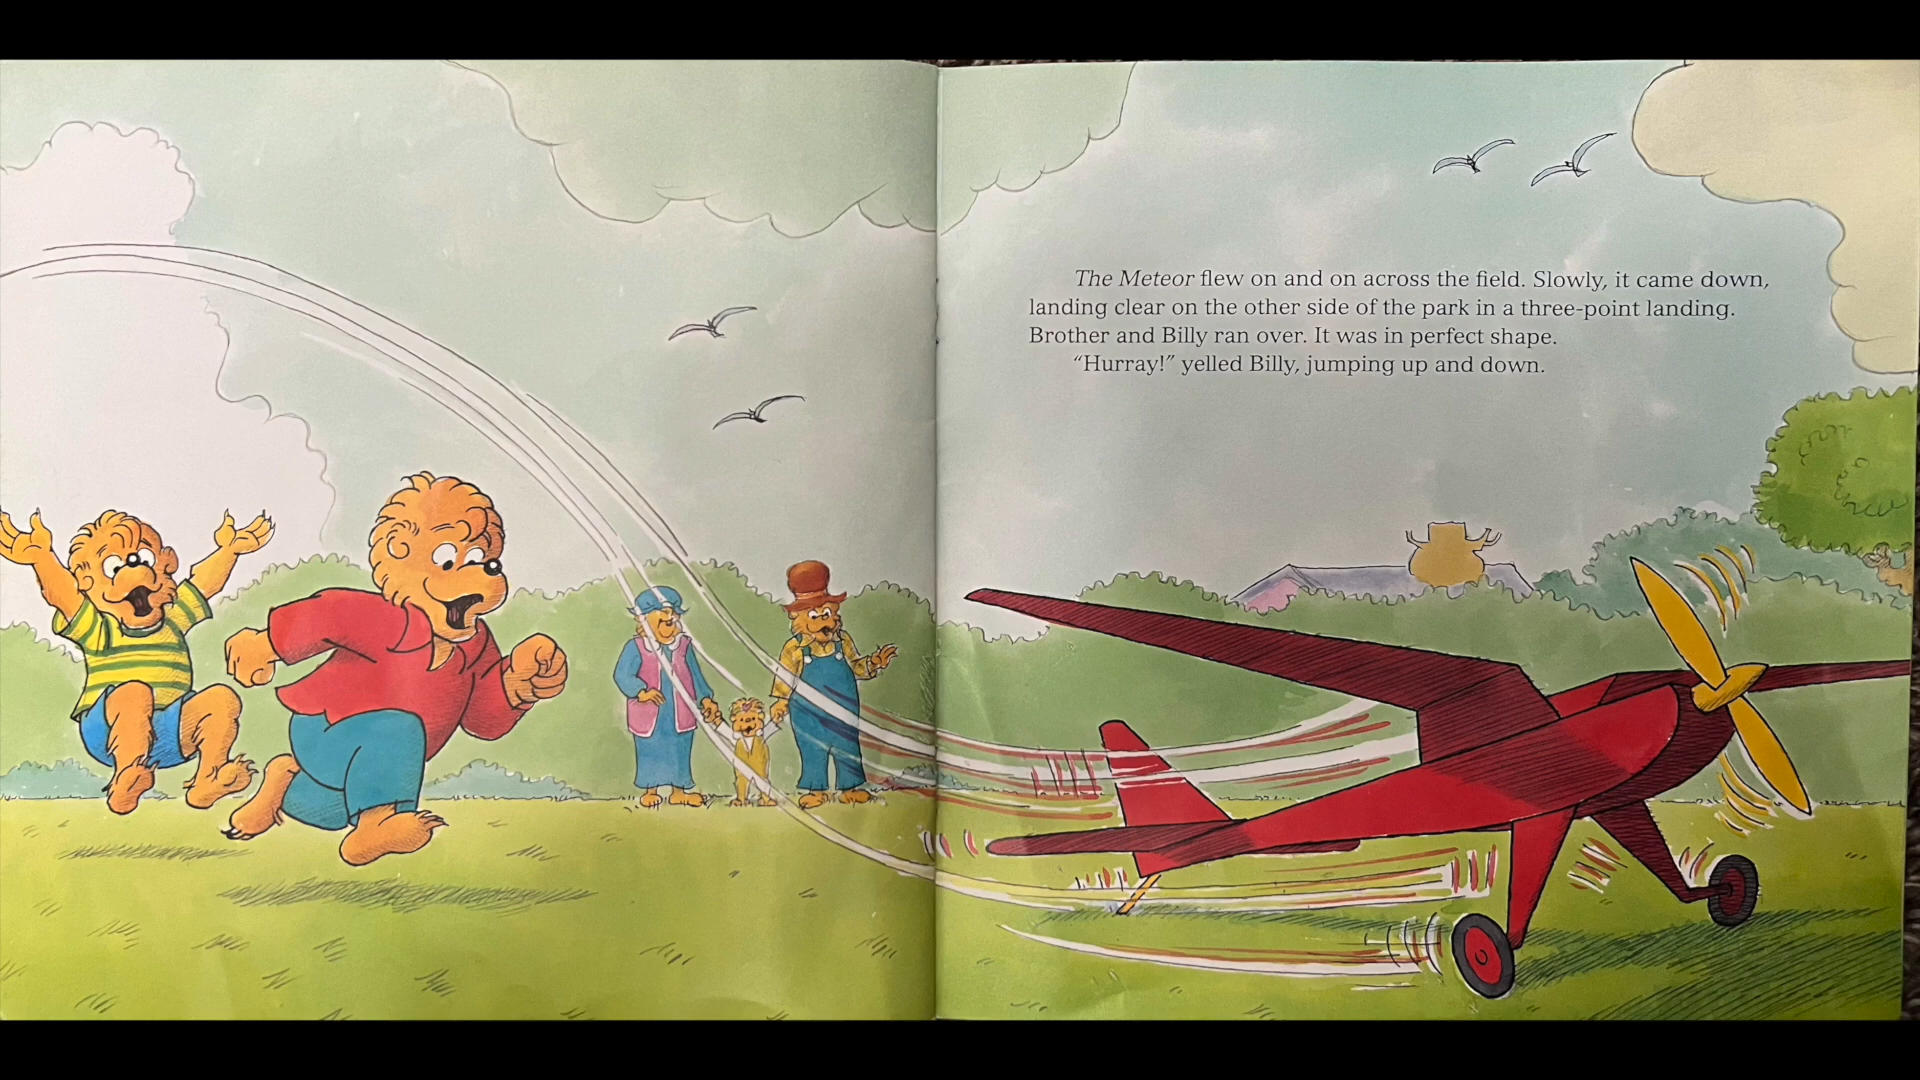 The Meteor flew on and on across the field. Slowly, it came down,
landing clear on the other side of the park in a three-point landing.
Brother and Billy ran over. It was in perfect shape.
“Hurray!” yelled Billy, jumping up and down.